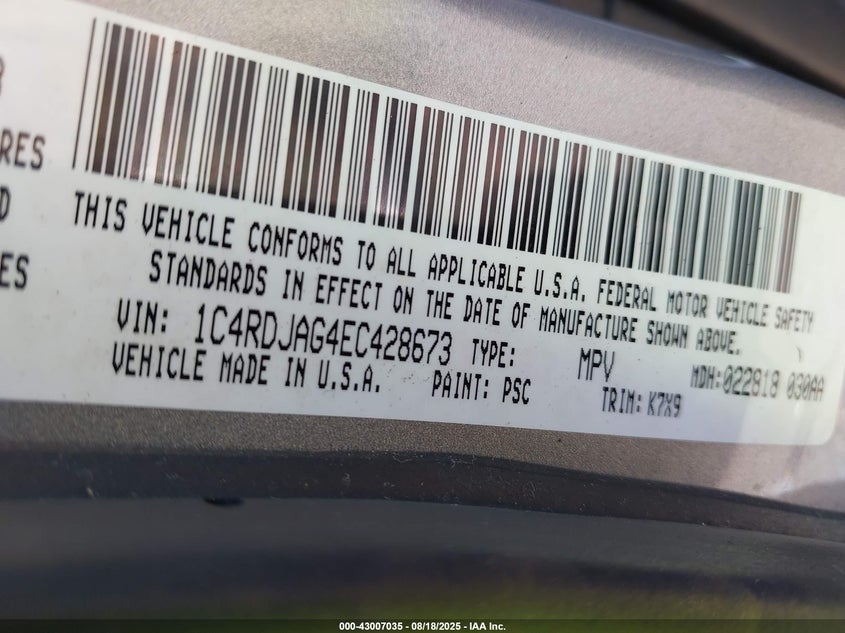 RES
D
ES
THIS VEHICLE CONFORMS TO ALL APPLICABLE U.S.A. FEDERAL MOTOR VEHICLE SAFETY
STANDARDS IN EFFECT ON THE DATE OF MANUFACTURE SHOWN ABOVE.
VIN: 1C4RDJAG4EC428673 TYPE: MPV MDH:022818 030AA
VEHICLE MADE IN U.S.A. PAINT: PSC TRIM: K7X9
000-43007035 - 08/18/2025 - IAA Inc.